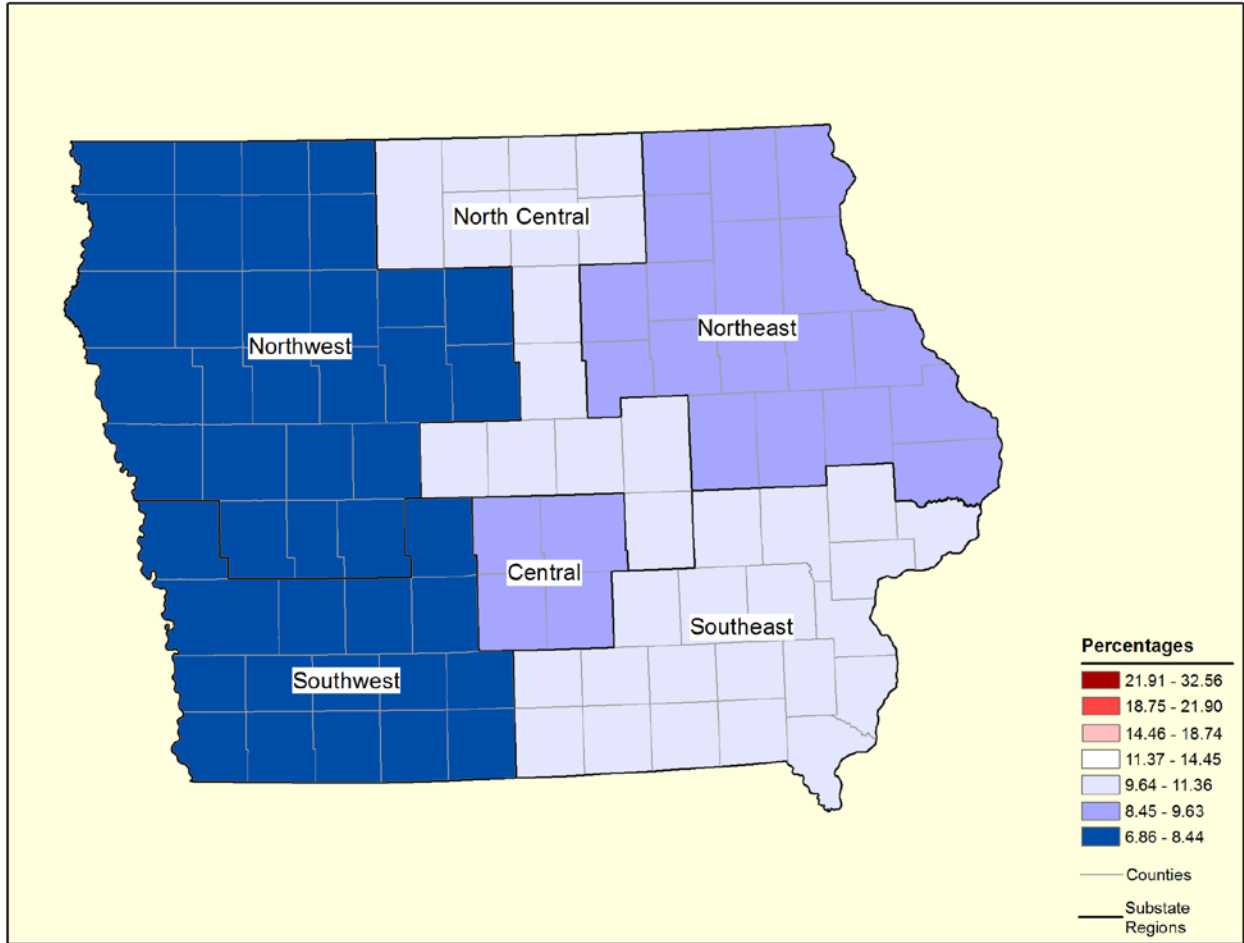 North Central
Northeast
Northwest
Central
Southeast
Southwest
Percentages
21.91 - 32.56
18.75 - 21.90
14.46 - 18.74
11.37 - 14.45
9.64 - 11.36
8.45 - 9.63
6.86 - 8.44
Counties
Substate
Regions